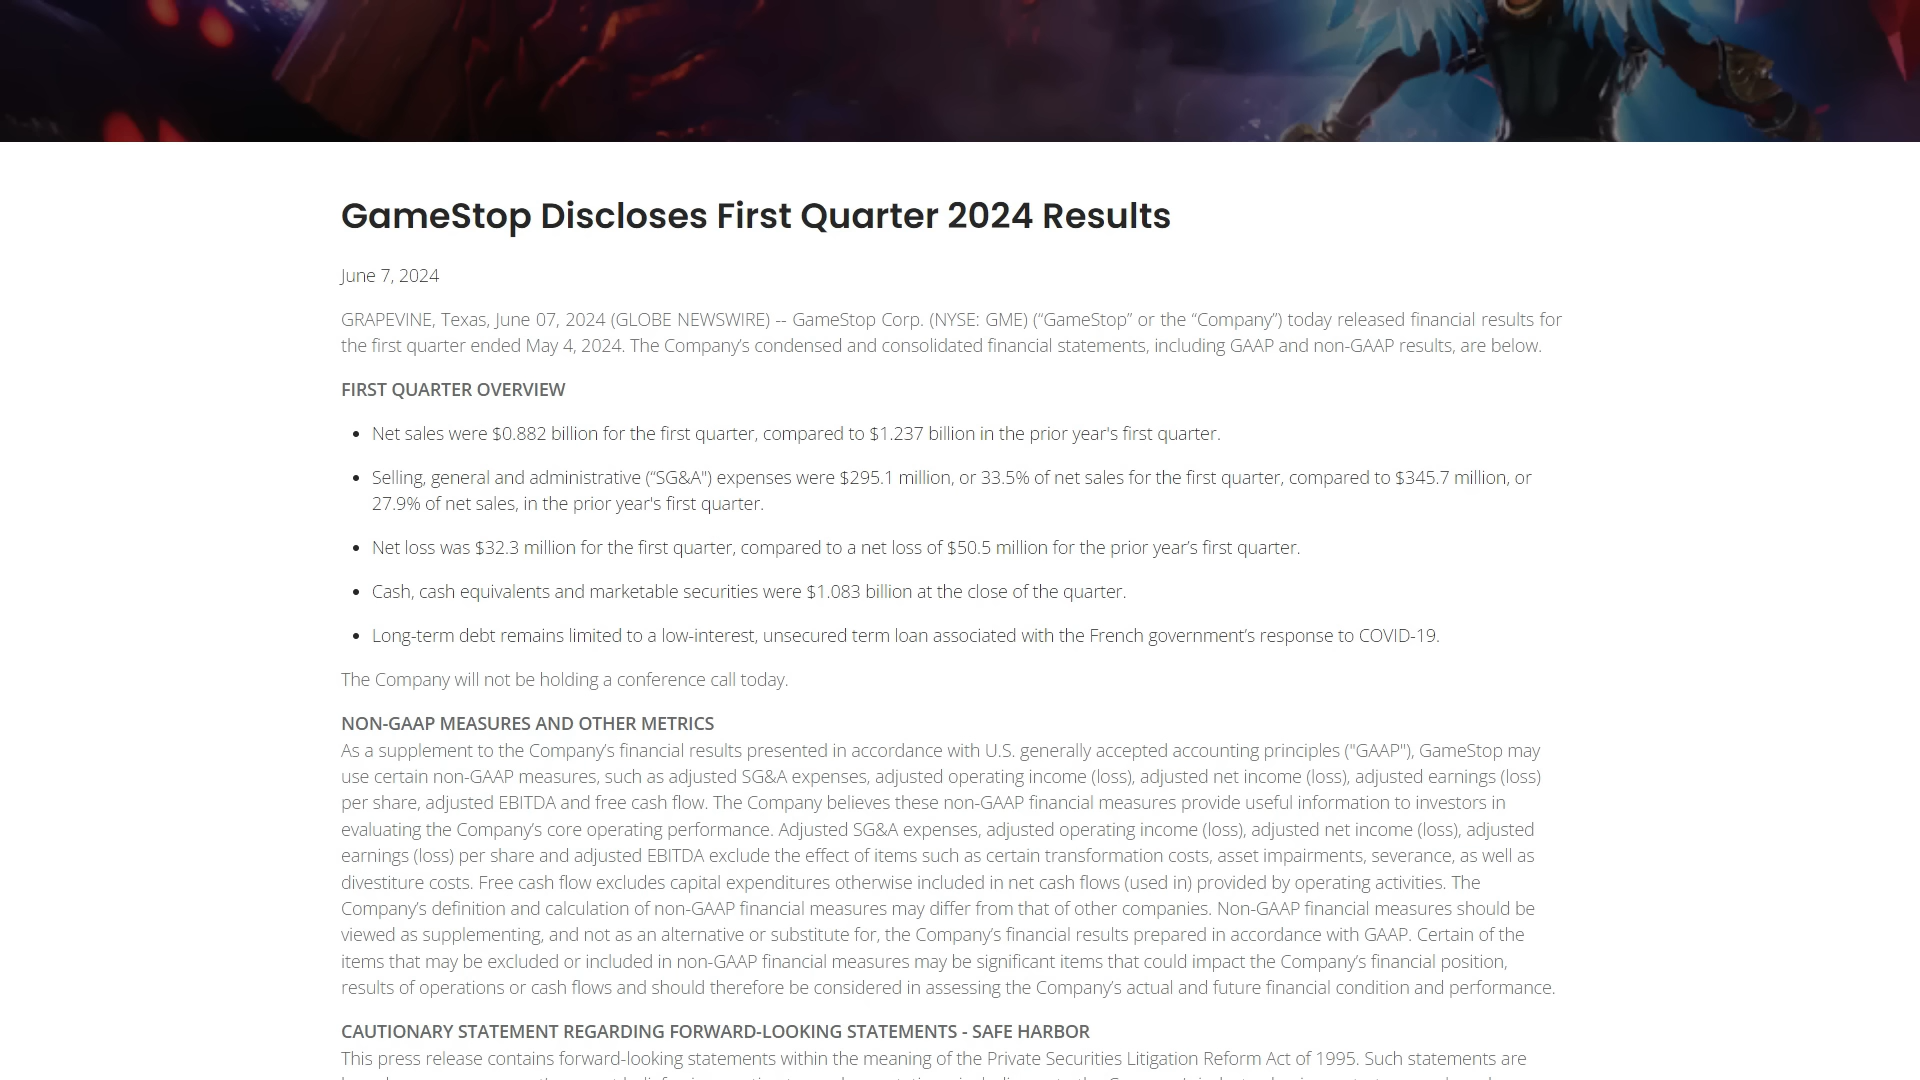 GameStop Discloses First Quarter 2024 Results
June 7, 2024
GRAPEVINE, Texas, June 07, 2024 (GLOBE NEWSWIRE) -- GameStop Corp. (NYSE: GME) (“GameStop” or the “Company”) today released financial results for
the first quarter ended May 4, 2024. The Company’s condensed and consolidated financial statements, including GAAP and non-GAAP results, are below.
FIRST QUARTER OVERVIEW
• Net sales were $0.882 billion for the first quarter, compared to $1.237 billion in the prior year's first quarter.
• Selling, general and administrative (“SG&A") expenses were $295.1 million, or 33.5% of net sales for the first quarter, compared to $345.7 million, or
27.9% of net sales, in the prior year's first quarter.
• Net loss was $32.3 million for the first quarter, compared to a net loss of $50.5 million for the prior year’s first quarter.
• Cash, cash equivalents and marketable securities were $1.083 billion at the close of the quarter.
• Long-term debt remains limited to a low-interest, unsecured term loan associated with the French government’s response to COVID-19.
The Company will not be holding a conference call today.
NON-GAAP MEASURES AND OTHER METRICS
As a supplement to the Company’s financial results presented in accordance with U.S. generally accepted accounting principles ("GAAP"), GameStop may
use certain non-GAAP measures, such as adjusted SG&A expenses, adjusted operating income (loss), adjusted net income (loss), adjusted earnings (loss)
per share, adjusted EBITDA and free cash flow. The Company believes these non-GAAP financial measures provide useful information to investors in
evaluating the Company’s core operating performance. Adjusted SG&A expenses, adjusted operating income (loss), adjusted net income (loss), adjusted
earnings (loss) per share and adjusted EBITDA exclude the effect of items such as certain transformation costs, asset impairments, severance, as well as
divestiture costs. Free cash flow excludes capital expenditures otherwise included in net cash flows (used in) provided by operating activities. The
Company’s definition and calculation of non-GAAP financial measures may differ from that of other companies. Non-GAAP financial measures should be
viewed as supplementing, and not as an alternative or substitute for, the Company’s financial results prepared in accordance with GAAP. Certain of the
items that may be excluded or included in non-GAAP financial measures may be significant items that could impact the Company’s financial position,
results of operations or cash flows and should therefore be considered in assessing the Company’s actual and future financial condition and performance.
CAUTIONARY STATEMENT REGARDING FORWARD-LOOKING STATEMENTS - SAFE HARBOR
This press release contains forward-looking statements within the meaning of the Private Securities Litigation Reform Act of 1995. Such statements are